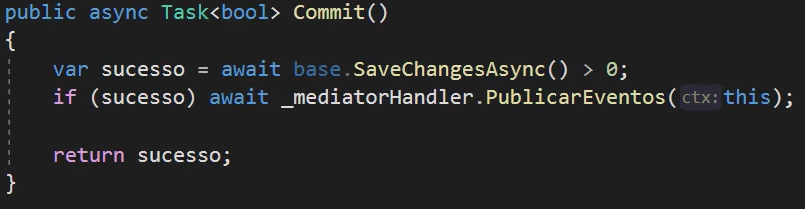 public async Task<bool> Commit()
{
var sucesso = await base.SaveChangesAsync() > 0;
if (sucesso) await _mediatorHandler.PublicarEventos(ctx:this);
return sucesso;
}